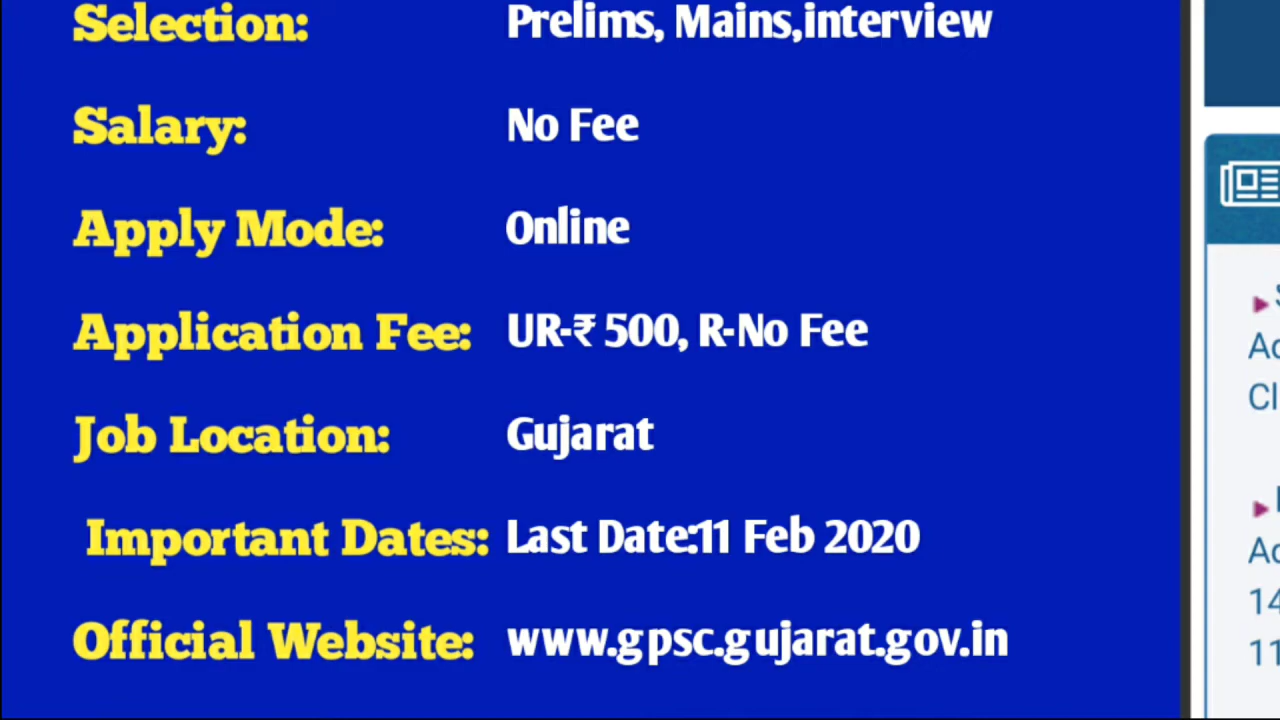 Selection: Prelims, Mains,interview
Salary: No Fee
Apply Mode: Online
Application Fee: UR-₹ 500, R-No Fee
Job Location: Gujarat
Important Dates: Last Date:11 Feb 2020
Official Website: www.gpsc.gujarat.gov.in